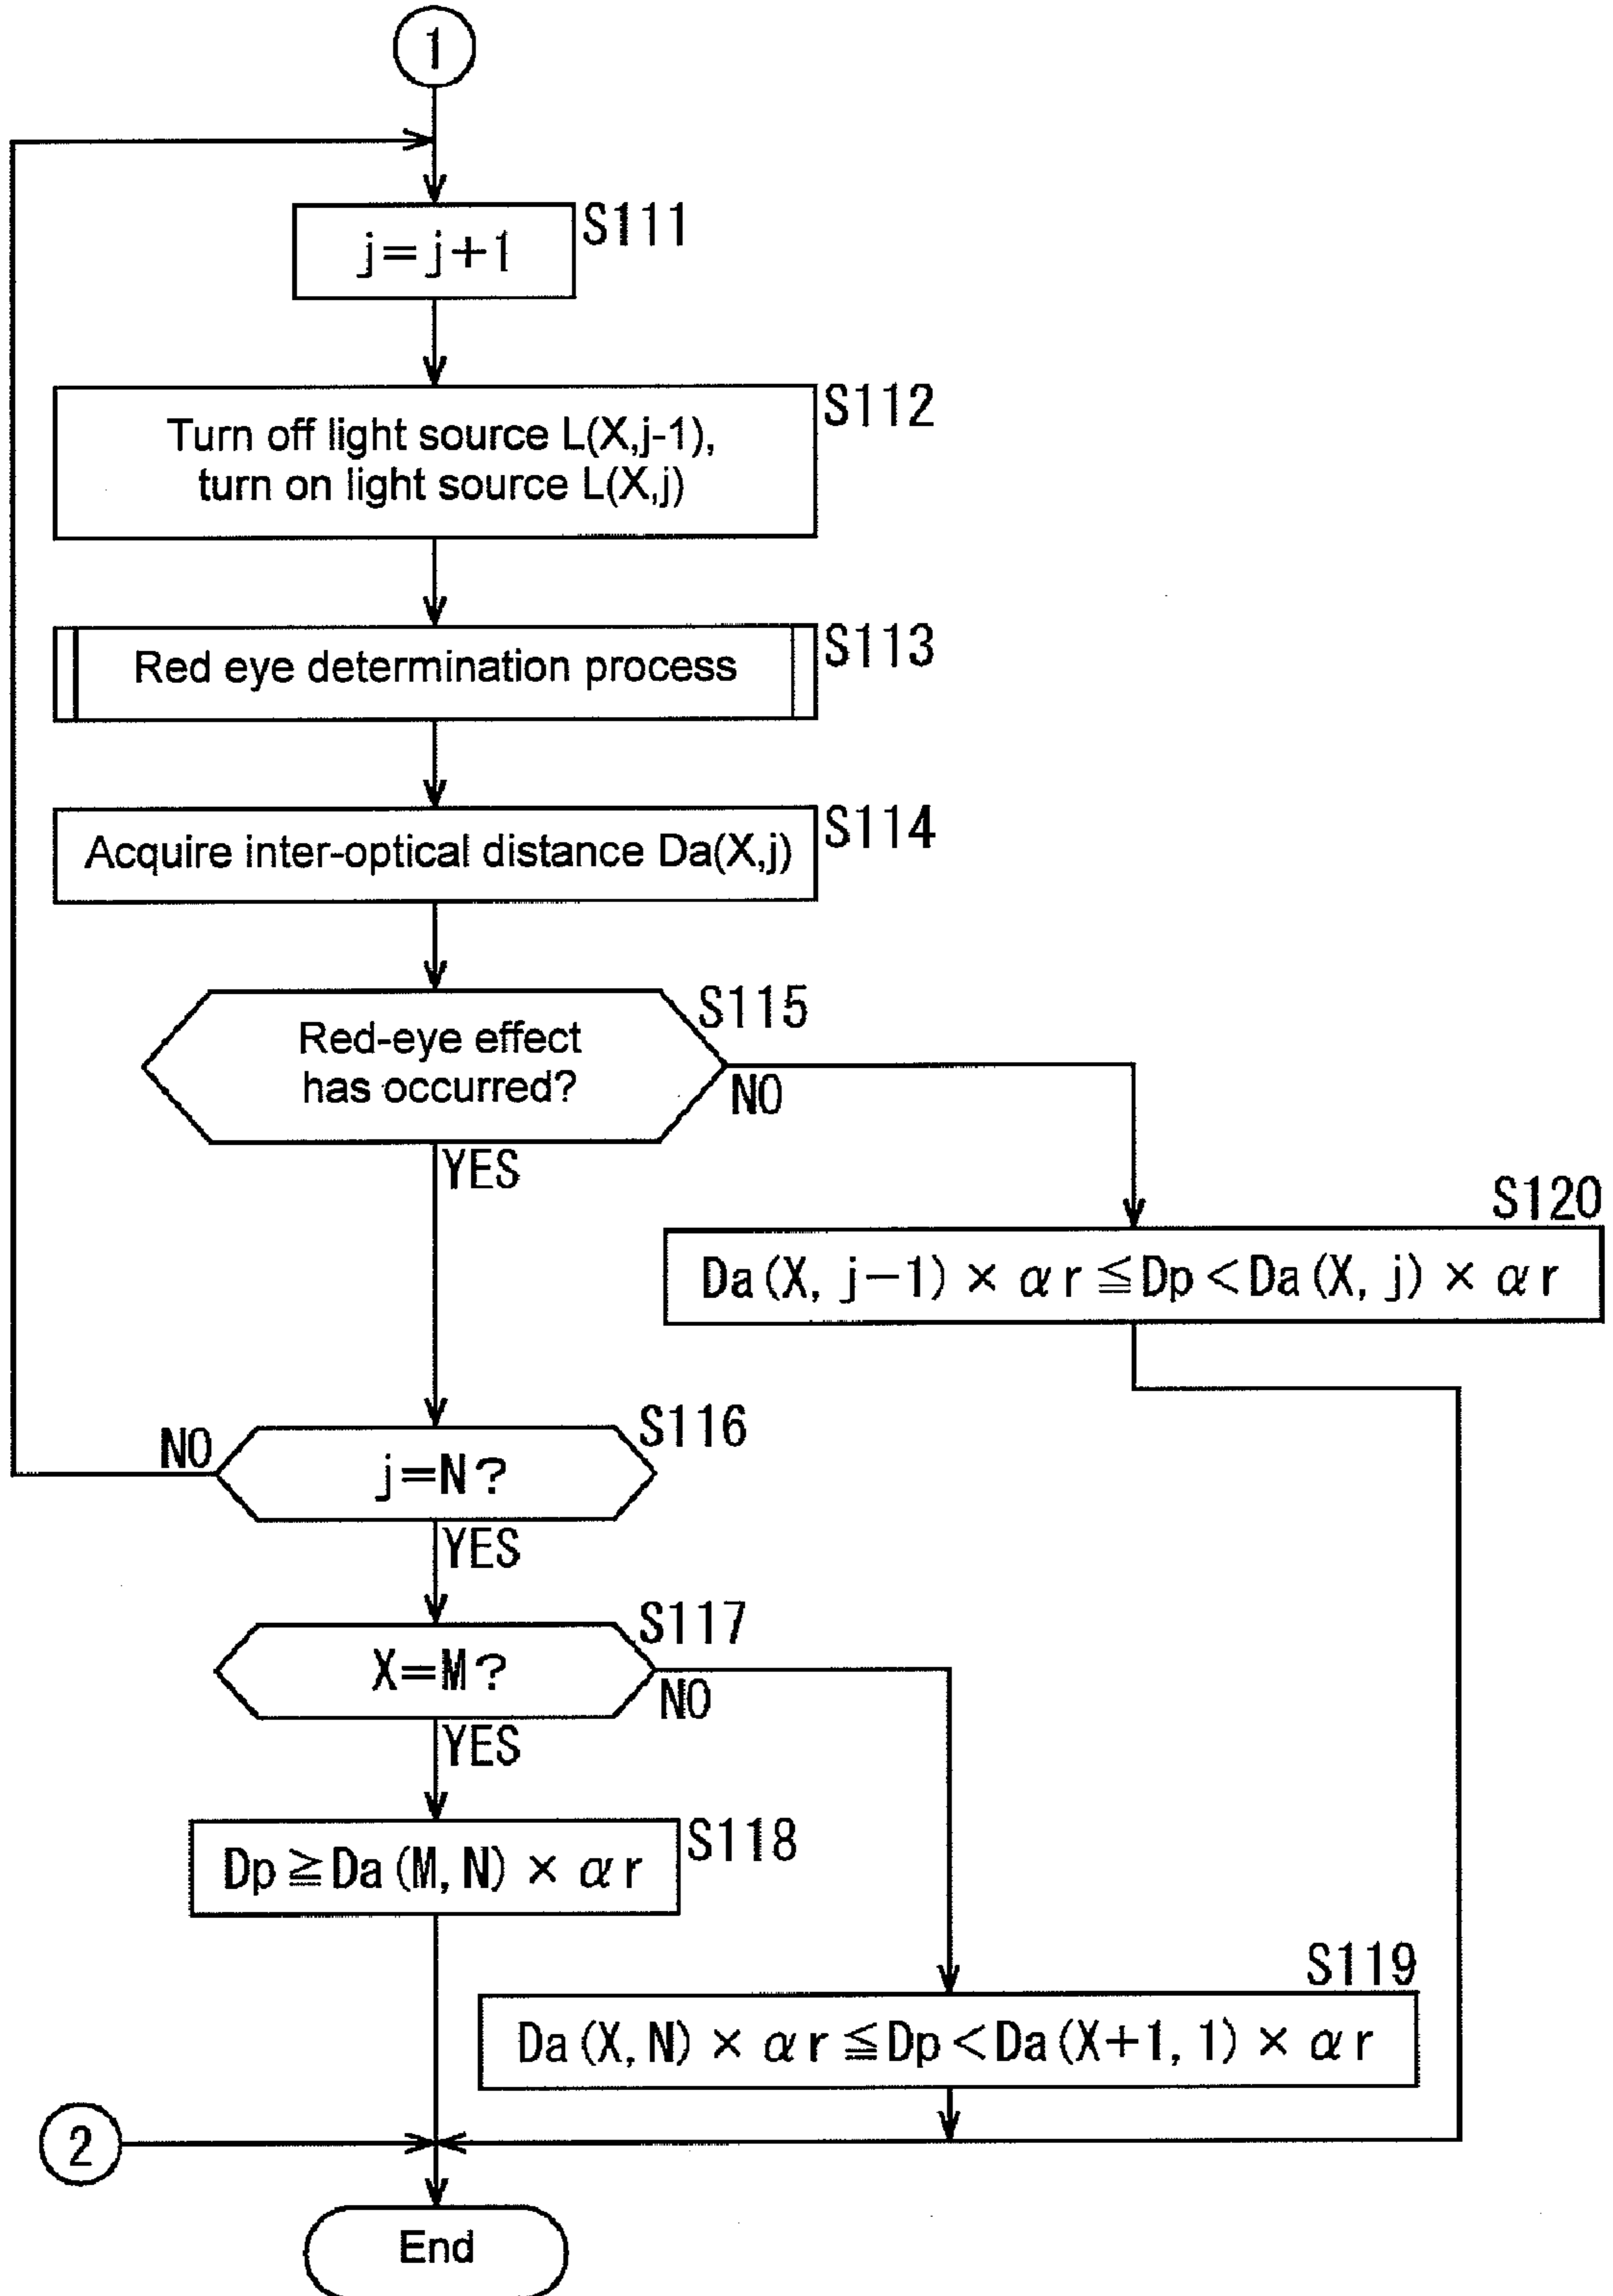 1
S111
j=j+1
S112
Turn off light source L(X,j-1),
turn on light source L(X,j)
S113
Red eye determination process
S114
Acquire inter-optical distance Da(X,j)
S115
Red-eye effect
has occurred?
NO
YES
S120
Da(X, j−1) × αr ≦ Dp < Da(X, j) × αr
S116
NO
j=N?
YES
S117
X=M?
NO
YES
S118
Dp ≧ Da(M, N) × αr
S119
Da(X, N) × αr ≦ Dp < Da(X+1, 1) × αr
2
End